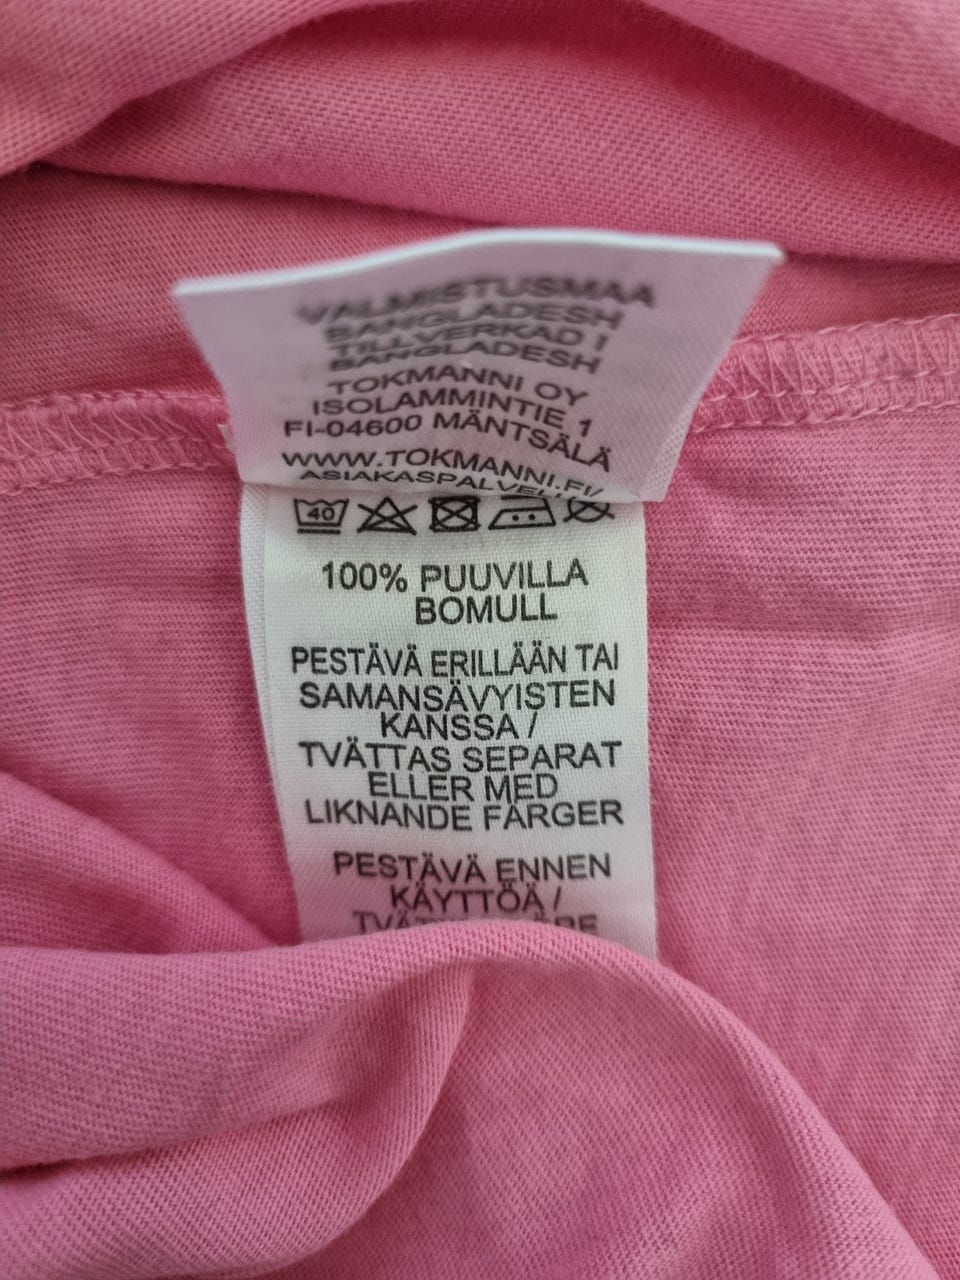 VALMISTUSMAA
BANGLADESH
TILLVERKAD I
BANGLADESH
TOKMANNI OY
ISOLAMMINTIE 1
FI-04600 MÄNTSÄLÄ
WWW.TOKMANNI.FI/
ASIAKASPALVELU
40
100% PUUVILLA
BOMULL
PESTÄVÄ ERILLÄÄN TAI
SAMANSÄVYISTEN
KANSSA /
TVÄTTAS SEPARAT
ELLER MED
LIKNANDE FÄRGER
PESTÄVÄ ENNEN
KÄYTTÖÄ /